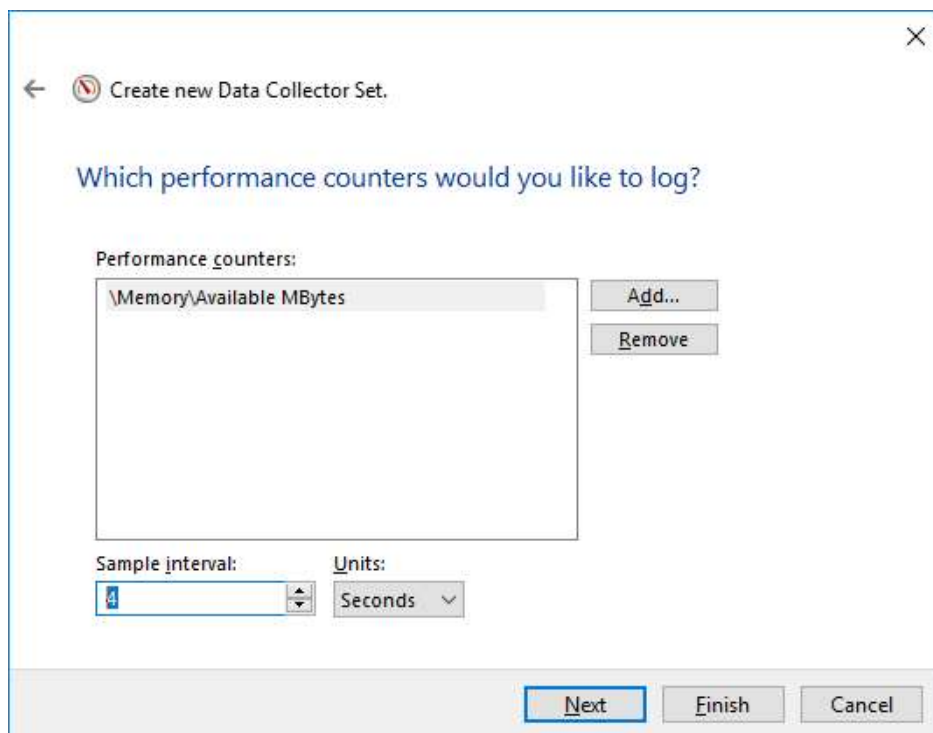 Create new Data Collector Set.
Which performance counters would you like to log?
Performance counters:
\Memory\Available MBytes
Add...
Remove
Sample interval: Units:
4 Seconds
Next Finish Cancel